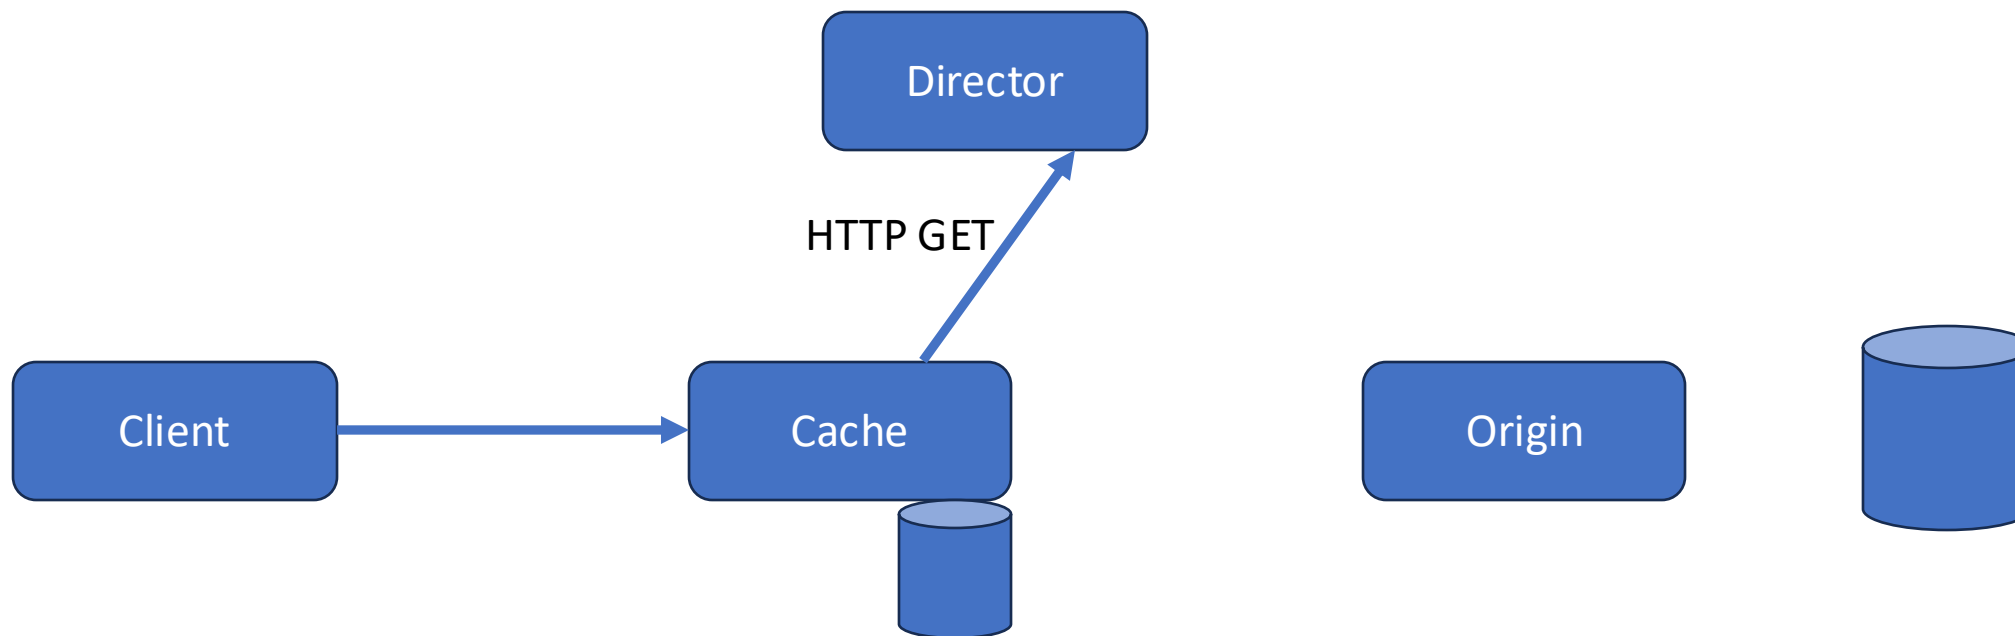 Director
HTTP GET
Client
Cache
Origin